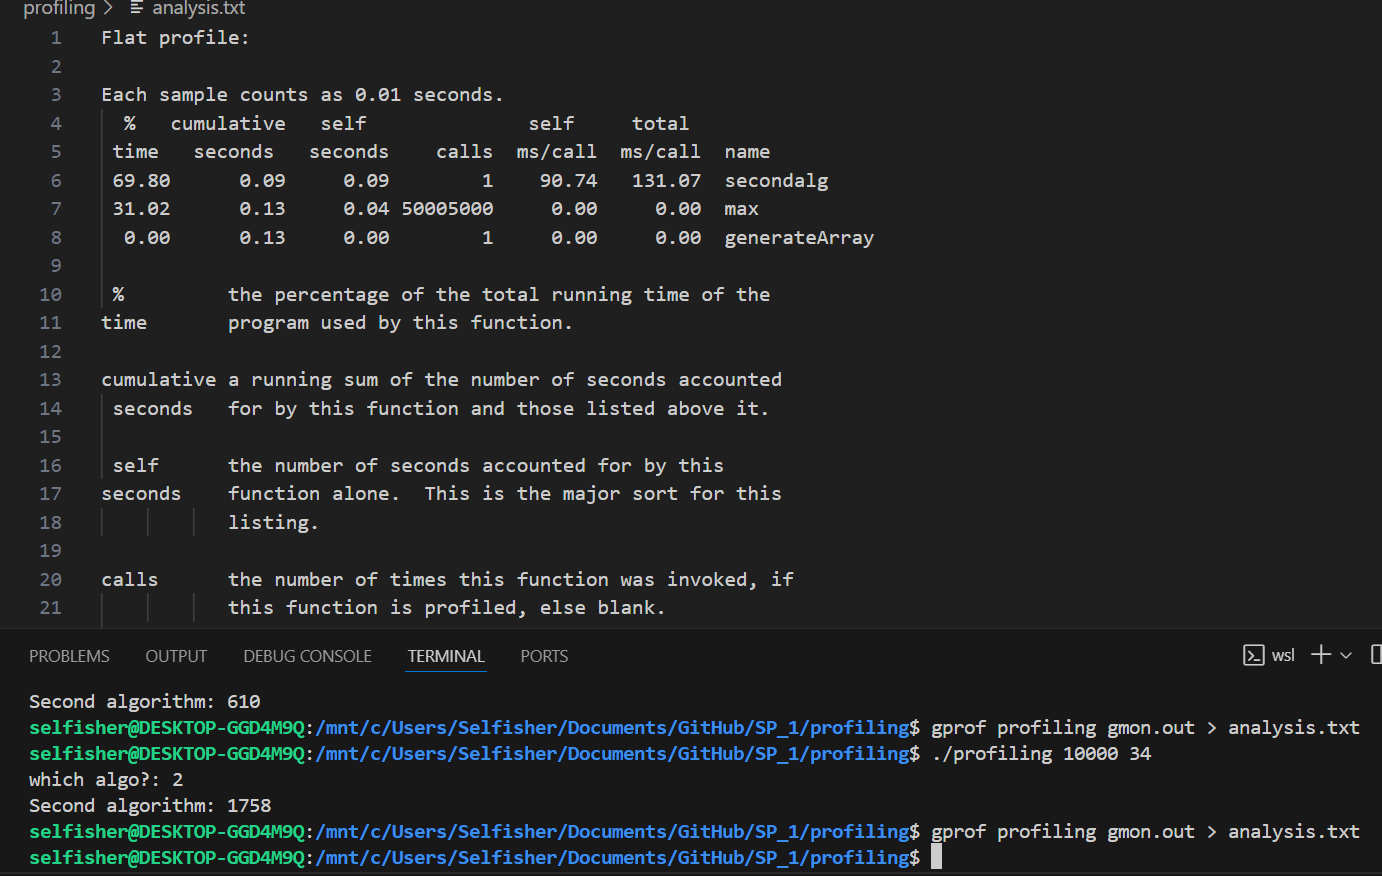 profiling > analysis.txt
1 Flat profile:
2
3 Each sample counts as 0.01 seconds.
4 % cumulative self self total
5 time seconds seconds calls ms/call ms/call name
6 69.80 0.09 0.09 1 90.74 131.07 secondalg
7 31.02 0.13 0.04 50005000 0.00 0.00 max
8 0.00 0.13 0.00 1 0.00 0.00 generateArray
9
10 % the percentage of the total running time of the
11 time program used by this function.
12
13 cumulative a running sum of the number of seconds accounted
14 seconds for by this function and those listed above it.
15
16 self the number of seconds accounted for by this
17 seconds function alone. This is the major sort for this
18 listing.
19
20 calls the number of times this function was invoked, if
21 this function is profiled, else blank.
PROBLEMS OUTPUT DEBUG CONSOLE TERMINAL PORTS wsl
Second algorithm: 610
selfisher@DESKTOP-GGD4M9Q:/mnt/c/Users/Selfisher/Documents/GitHub/SP_1/profiling$ gprof profiling gmon.out > analysis.txt
selfisher@DESKTOP-GGD4M9Q:/mnt/c/Users/Selfisher/Documents/GitHub/SP_1/profiling$ ./profiling 10000 34
which algo?: 2
Second algorithm: 1758
selfisher@DESKTOP-GGD4M9Q:/mnt/c/Users/Selfisher/Documents/GitHub/SP_1/profiling$ gprof profiling gmon.out > analysis.txt
selfisher@DESKTOP-GGD4M9Q:/mnt/c/Users/Selfisher/Documents/GitHub/SP_1/profiling$